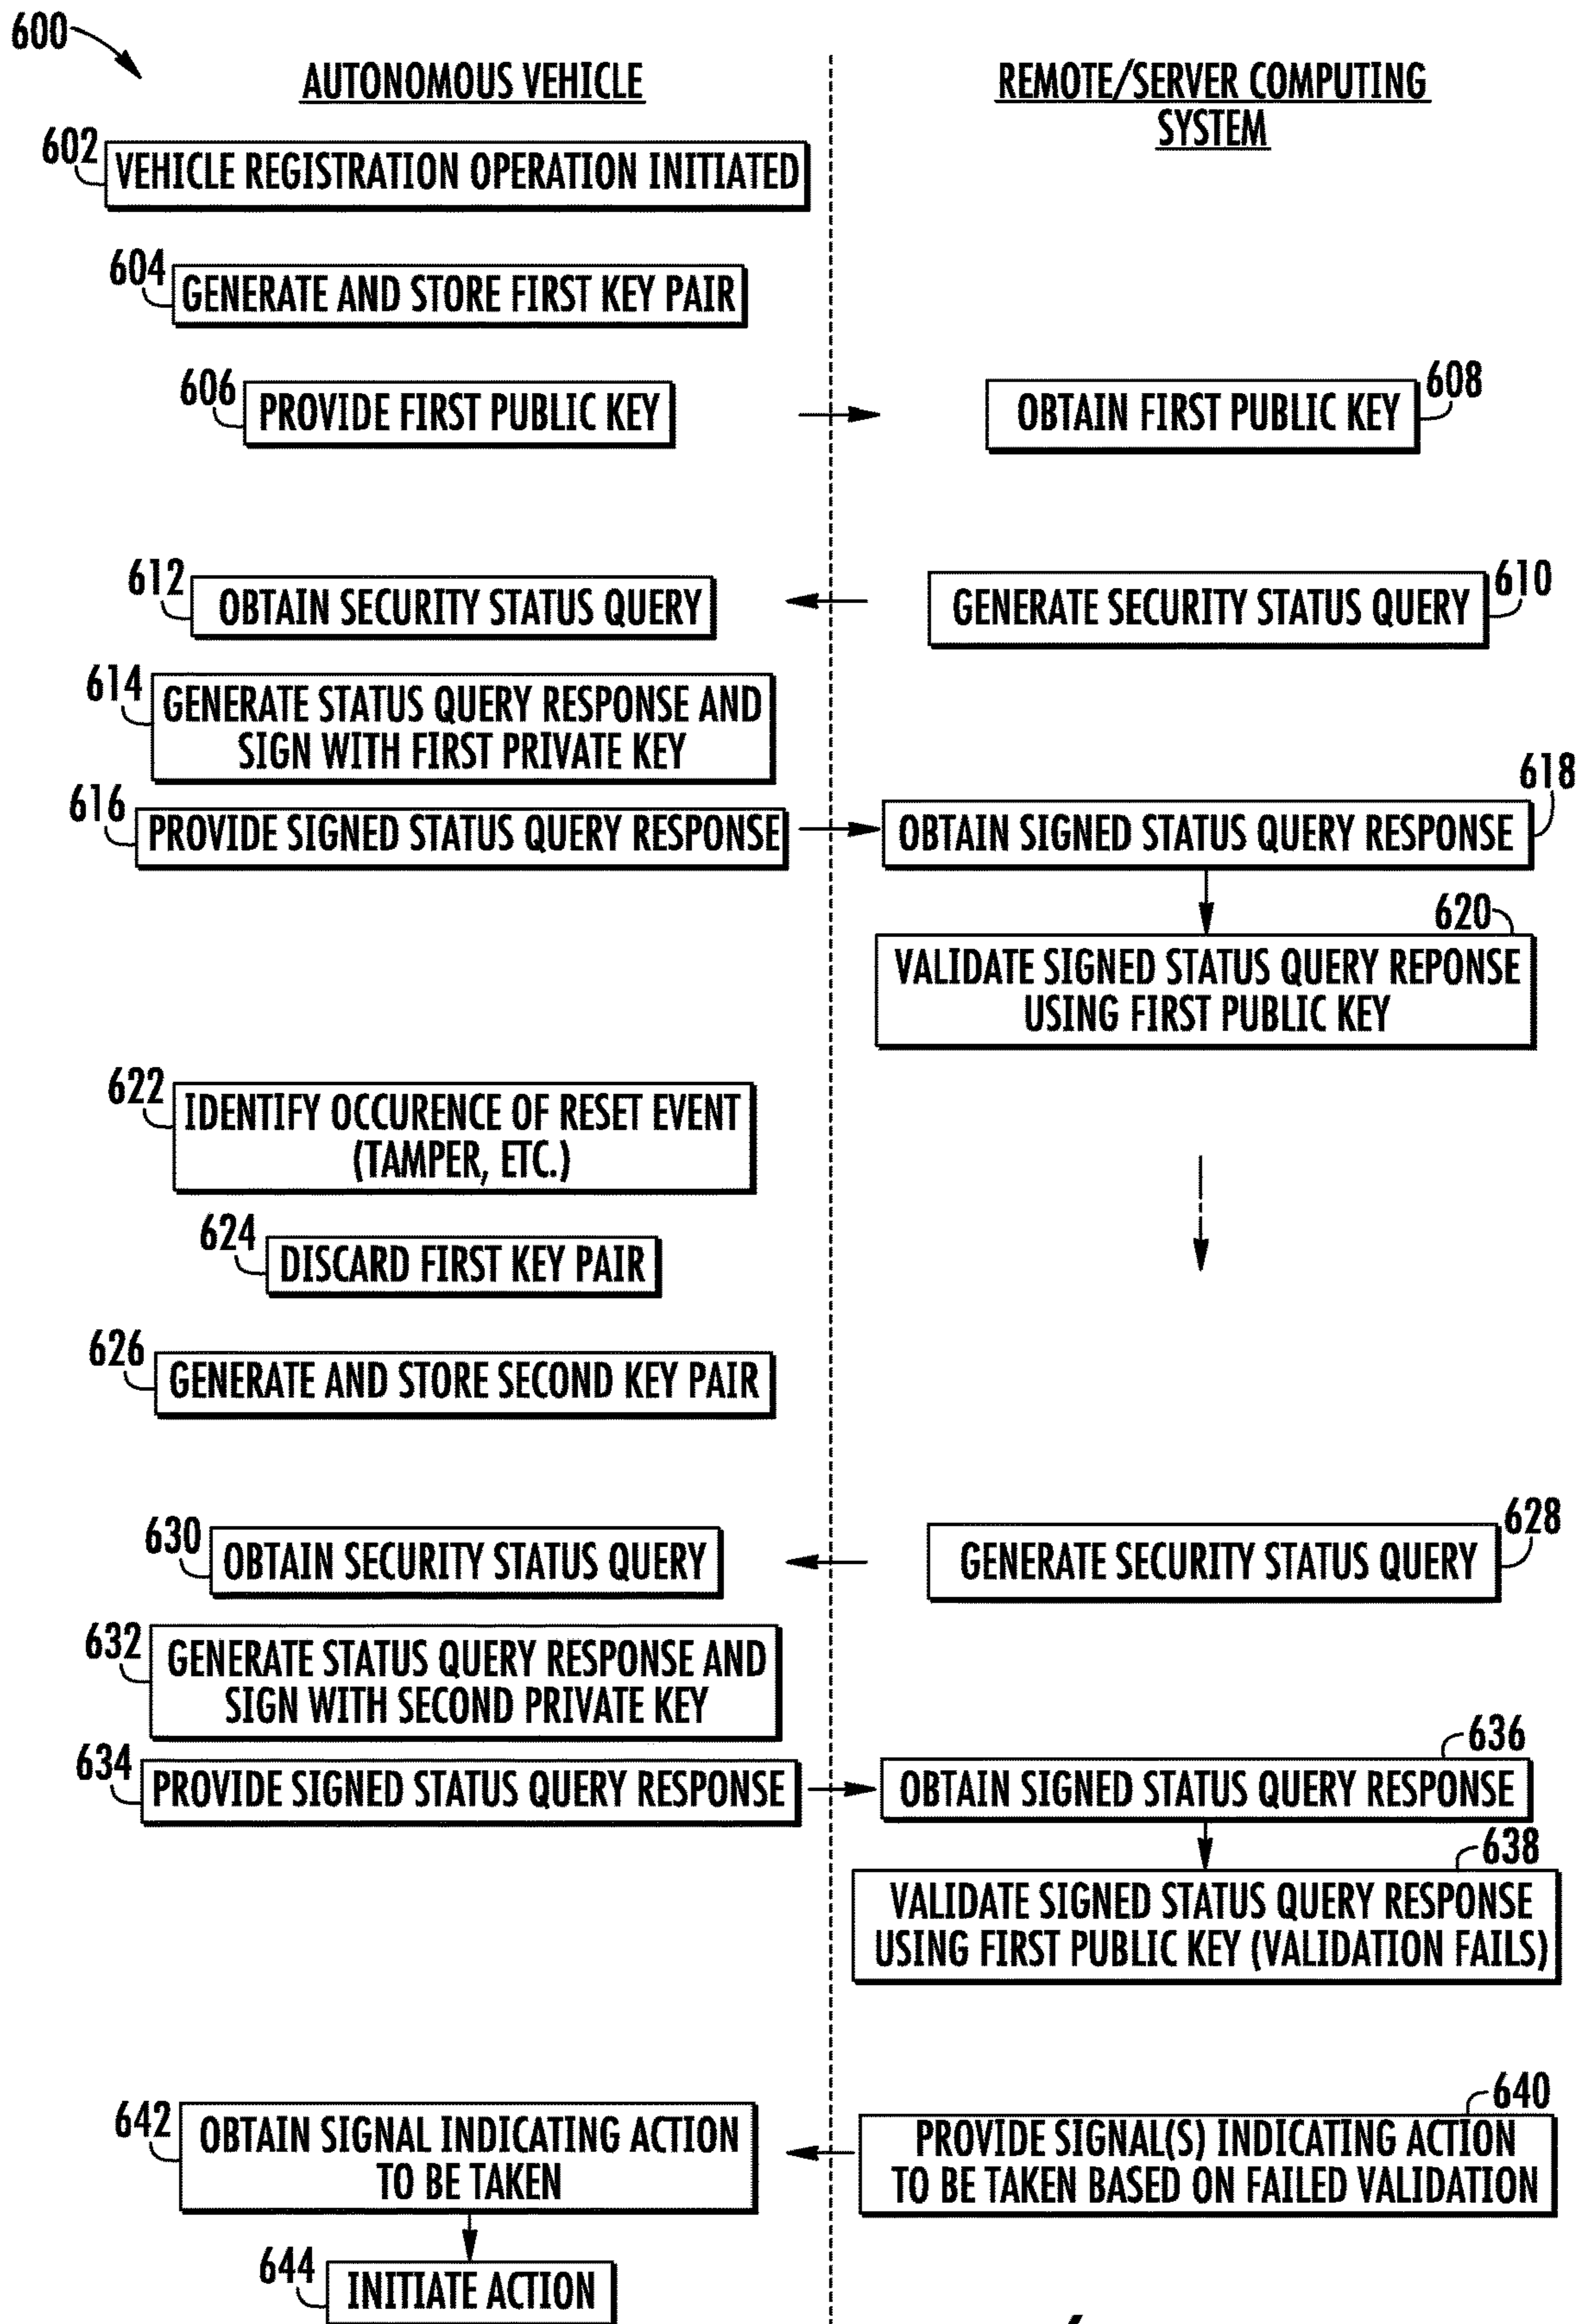 600
AUTONOMOUS VEHICLE
REMOTE/SERVER COMPUTING
SYSTEM
602
VEHICLE REGISTRATION OPERATION INITIATED
604
GENERATE AND STORE FIRST KEY PAIR
606
PROVIDE FIRST PUBLIC KEY
OBTAIN FIRST PUBLIC KEY
608
612
OBTAIN SECURITY STATUS QUERY
GENERATE SECURITY STATUS QUERY
610
614
GENERATE STATUS QUERY RESPONSE AND
SIGN WITH FIRST PRIVATE KEY
616
PROVIDE SIGNED STATUS QUERY RESPONSE
OBTAIN SIGNED STATUS QUERY RESPONSE
618
620
VALIDATE SIGNED STATUS QUERY REPONSE
USING FIRST PUBLIC KEY
622
IDENTIFY OCCURENCE OF RESET EVENT
(TAMPER, ETC.)
624
DISCARD FIRST KEY PAIR
626
GENERATE AND STORE SECOND KEY PAIR
630
OBTAIN SECURITY STATUS QUERY
GENERATE SECURITY STATUS QUERY
628
632
GENERATE STATUS QUERY RESPONSE AND
SIGN WITH SECOND PRIVATE KEY
634
PROVIDE SIGNED STATUS QUERY RESPONSE
636
OBTAIN SIGNED STATUS QUERY RESPONSE
638
VALIDATE SIGNED STATUS QUERY RESPONSE
USING FIRST PUBLIC KEY (VALIDATION FAILS)
642
OBTAIN SIGNAL INDICATING ACTION
TO BE TAKEN
640
PROVIDE SIGNAL(S) INDICATING ACTION
TO BE TAKEN BASED ON FAILED VALIDATION
644
INITIATE ACTION